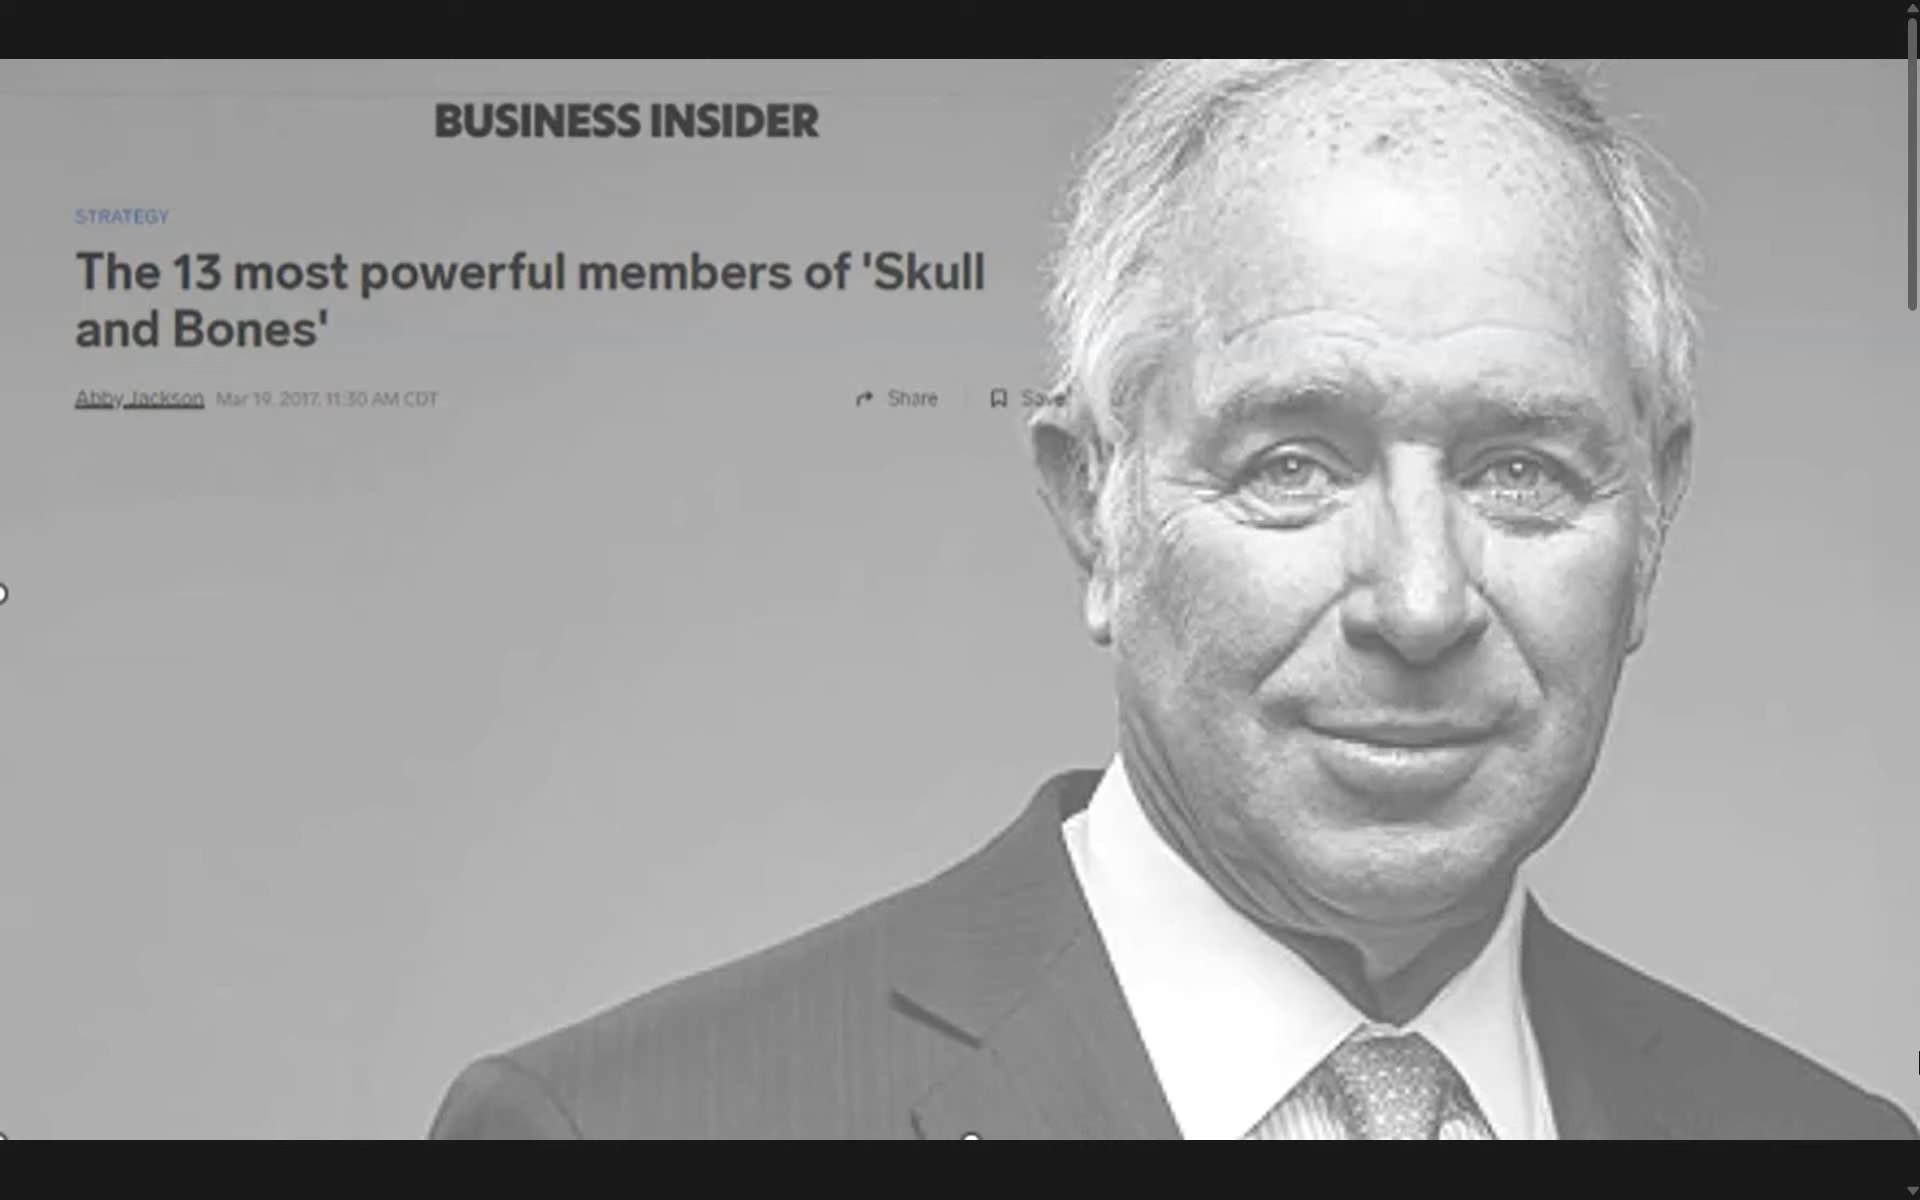 BUSINESS INSIDER
STRATEGY
The 13 most powerful members of 'Skull
and Bones'
Abby Jackson Mar 19, 2017, 11:30 AM CDT
Share
Save